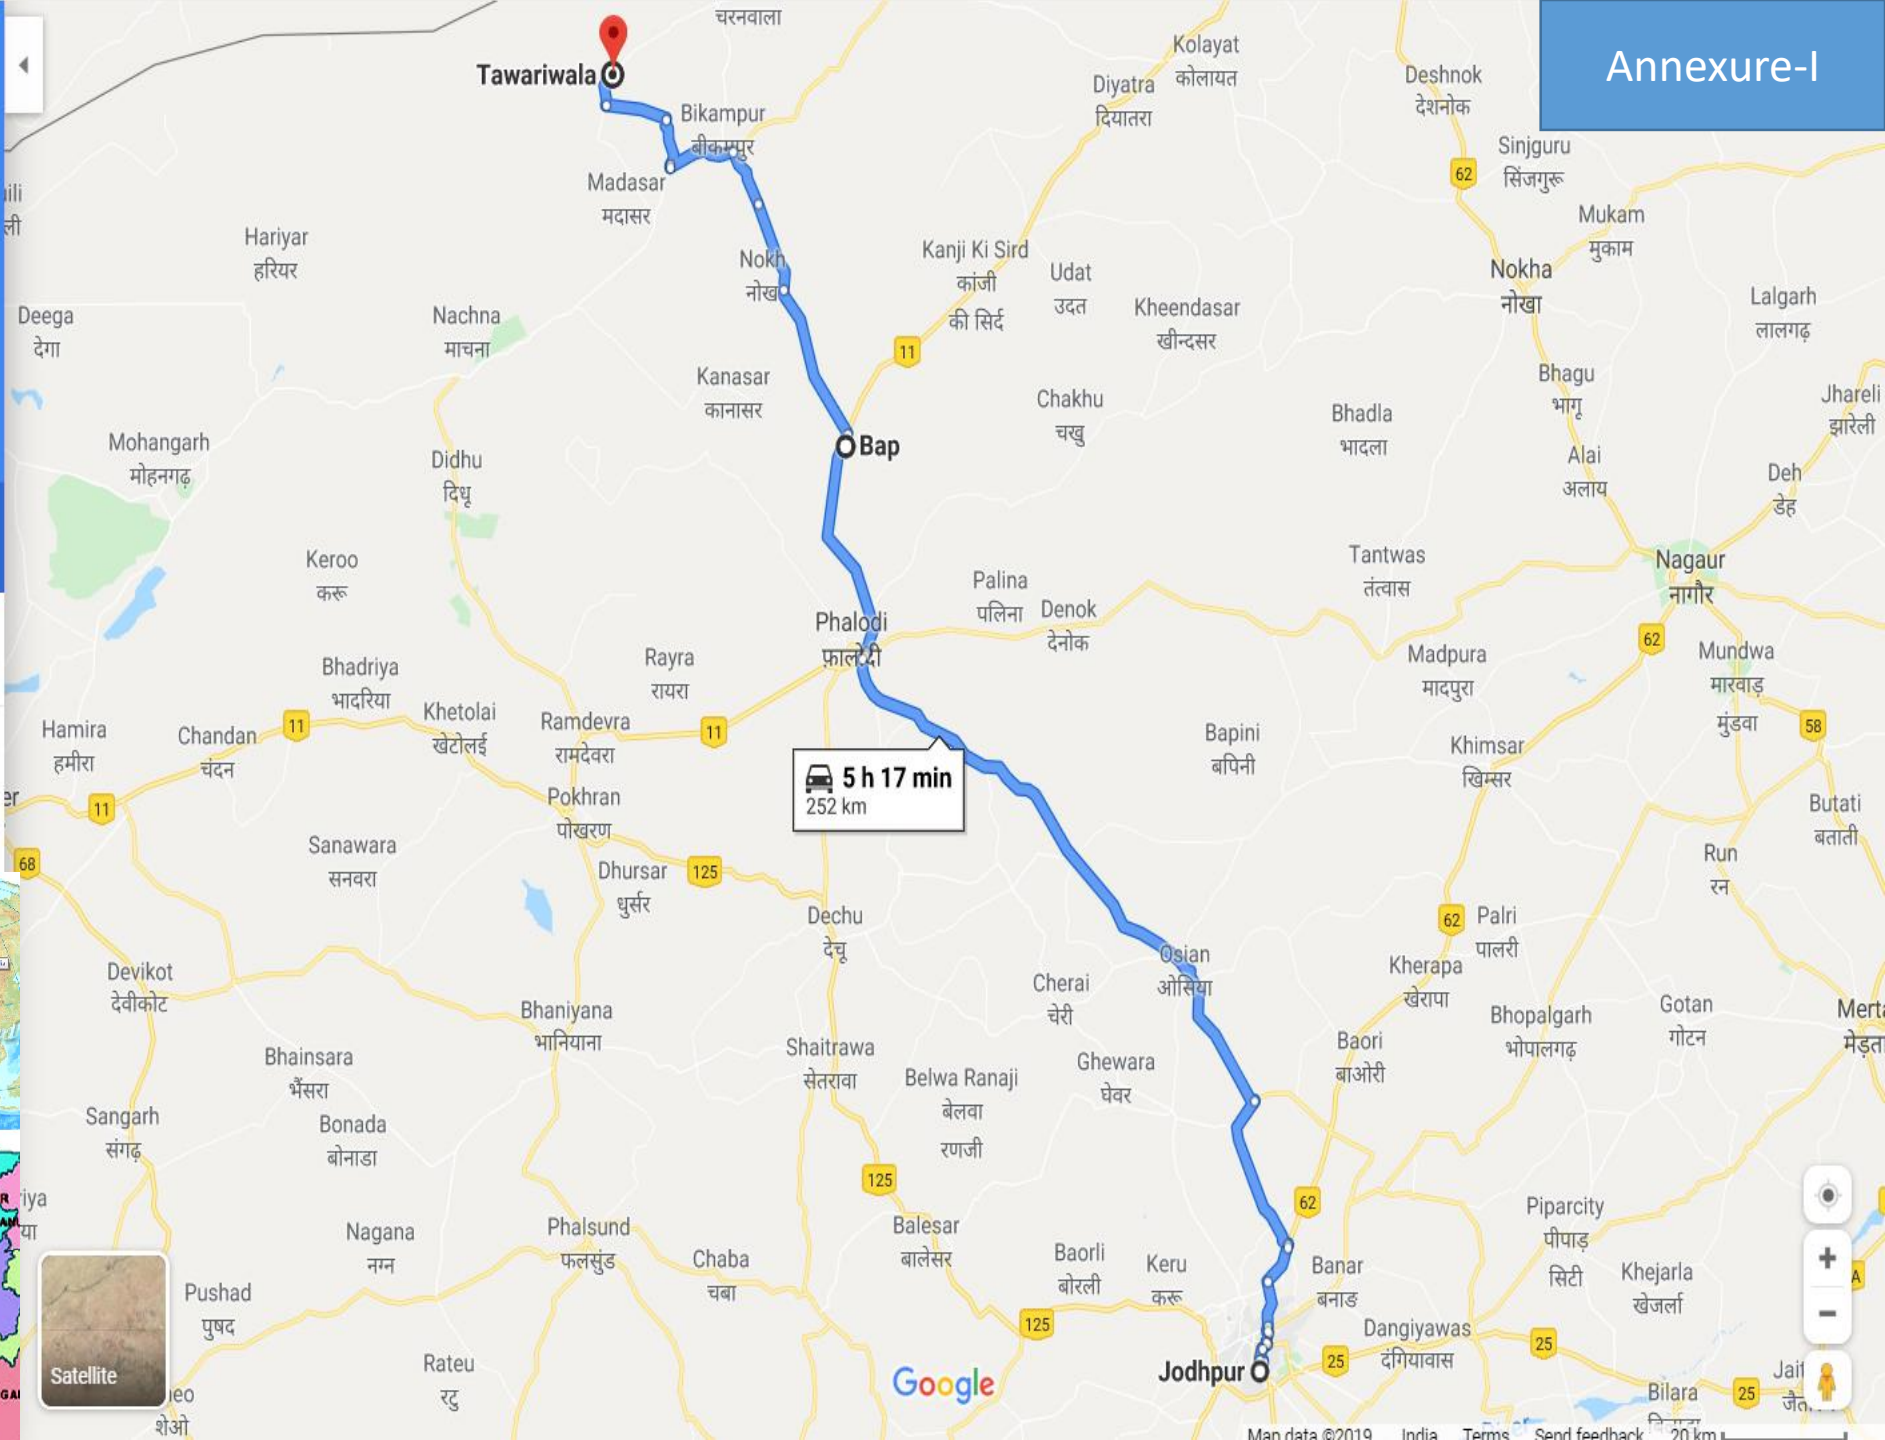 Annexure-I
चरनवाला
Tawariwala
Kolayat
कोलायत
Diyatra
दियातरा
Deshnok
देशनोक
Bikampur
बीकमपुर
Sinjguru
सिंजगुरू
62
Madasar
मदासर
Mukam
मुकाम
Hariyar
हरियर
Nokh
नोख
Kanji Ki Sird
कांजी
की सिर्द
Udat
उदत
Nokha
नोखा
Kheendasar
खीन्दसर
Lalgarh
लालगढ़
Deega
देगा
Nachna
माचना
11
Kanasar
कानासर
Chakhu
चखु
Bhagu
भागू
Jhareli
झारेली
Bhadla
भादला
Mohangarh
मोहनगढ़
Bap
Didhu
दिधू
Alai
अलाय
Deh
डेह
Keroo
करू
Tantwas
तंत्वास
Nagaur
नागौर
Palina
पलिना
Denok
देनोक
Phalodi
फ़ालोदी
62
Rayra
रायरा
Bhadriya
भादरिया
Madpura
मादपुरा
Mundwa
मारवाड़
मुंडवा
Hamira
हमीरा
Chandan
चंदन
11
Khetolai
खेटोलई
Ramdevra
रामदेवरा
11
Bapini
बपिनी
Khimsar
खिम्सर
58
5 h 17 min
252 km
er
11
Pokhran
पोखरण
Butati
बताती
68
Sanawara
सनवरा
Dhursar
धुर्सर
125
Run
रन
Dechu
देचू
62
Palri
पालरी
Osian
ओसिया
Devikot
देवीकोट
Cherai
चेरी
Kherapa
खेरापा
Bhaniyana
भानियाना
Bhopalgarh
भोपालगढ़
Gotan
गोटन
Merta
मेड़ता
Bhainsara
भैंसरा
Shaitrawa
सेतरावा
Belwa Ranaji
बेलवा
रणजी
Ghewara
घेवर
Baori
बाओरी
Sangarh
संगढ़
Bonada
बोनाडा
125
62
riya
या
Nagana
नग्न
Phalsund
फलसुंड
Chaba
चबा
Balesar
बालेसर
Baorli
बोरली
Keru
करू
Banar
बनाङ
Piparcity
पीपाड़
सिटी
Khejarla
खेजर्ला
A
Pushad
पुषद
125
Dangiyawas
दंगियावास
25
25
Satellite
Rateu
रटु
Google
Jodhpur
Bilara
25
Jait
eo
शेओ
Map data ©2019 India Terms Send feedback 20 km